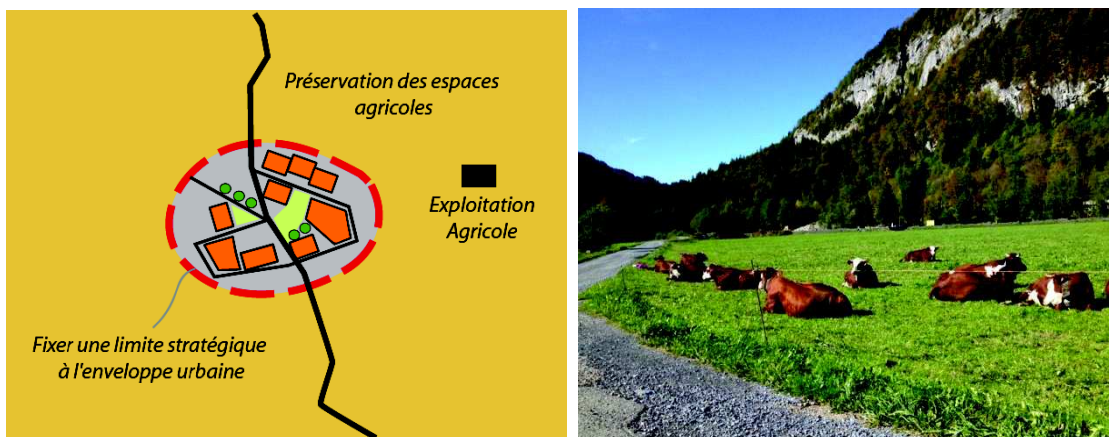 Préservation des espaces
agricoles
Exploitation
Agricole
Fixer une limite stratégique
à l'enveloppe urbaine